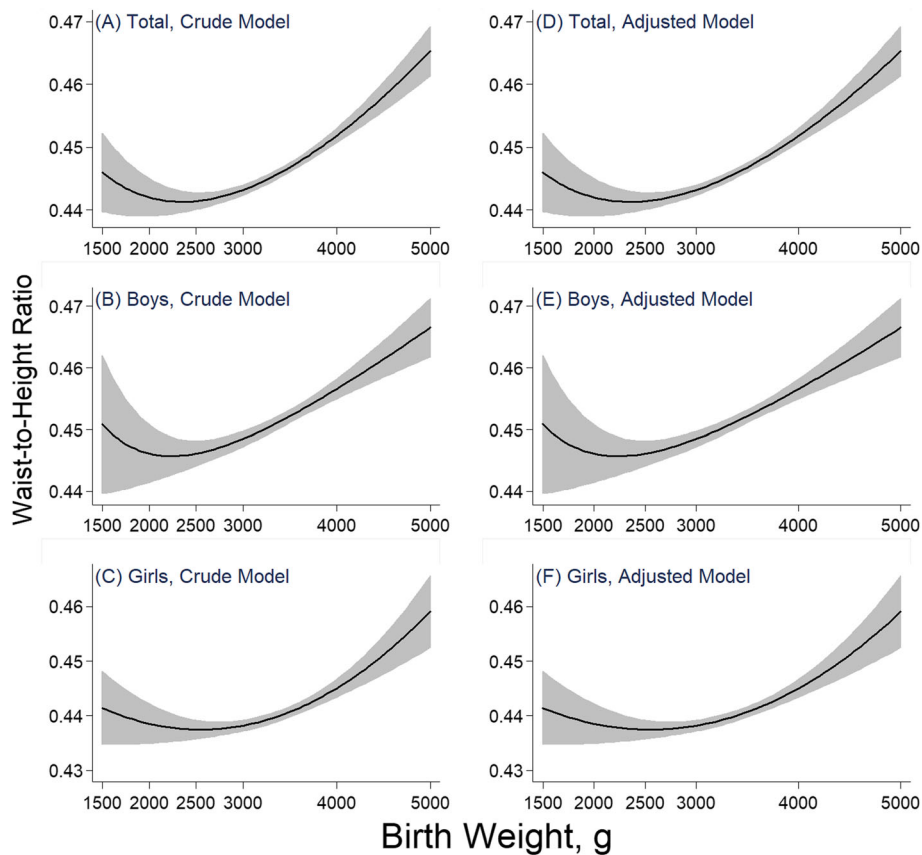 Waist-to-Height Ratio
(A) Total, Crude Model
0.47
0.46
0.45
0.44
1500 2000 2500 3000 4000 5000
(D) Total, Adjusted Model
0.47
0.46
0.45
0.44
1500 2000 2500 3000 4000 5000
(B) Boys, Crude Model
0.47
0.46
0.45
0.44
1500 2000 2500 3000 4000 5000
(E) Boys, Adjusted Model
0.47
0.46
0.45
0.44
1500 2000 2500 3000 4000 5000
(C) Girls, Crude Model
0.46
0.45
0.44
0.43
1500 2000 2500 3000 4000 5000
(F) Girls, Adjusted Model
0.46
0.45
0.44
0.43
1500 2000 2500 3000 4000 5000
Birth Weight, g